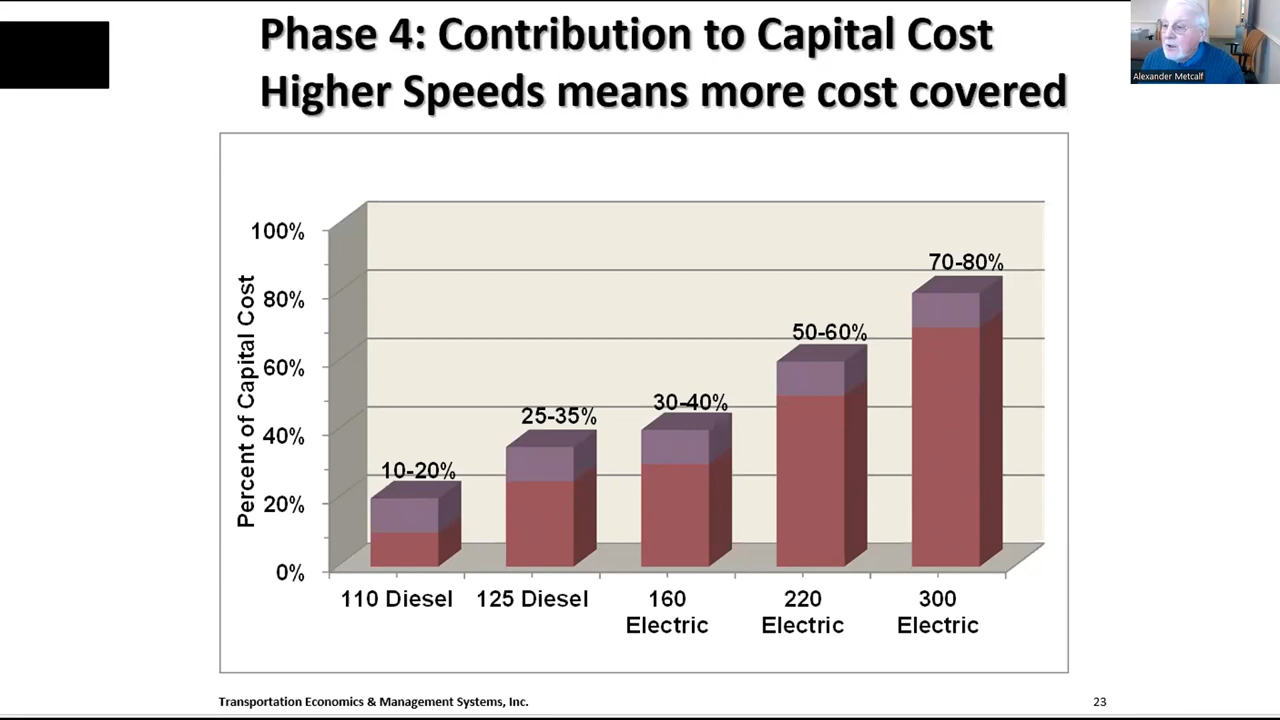 Phase 4: Contribution to Capital Cost
Higher Speeds means more cost covered
Alexander Metcalf
Percent of Capital Cost
100%
80%
60%
40%
20%
0%
10-20%
25-35%
30-40%
50-60%
70-80%
110 Diesel
125 Diesel
160
Electric
220
Electric
300
Electric
Transportation Economics & Management Systems, Inc.
23